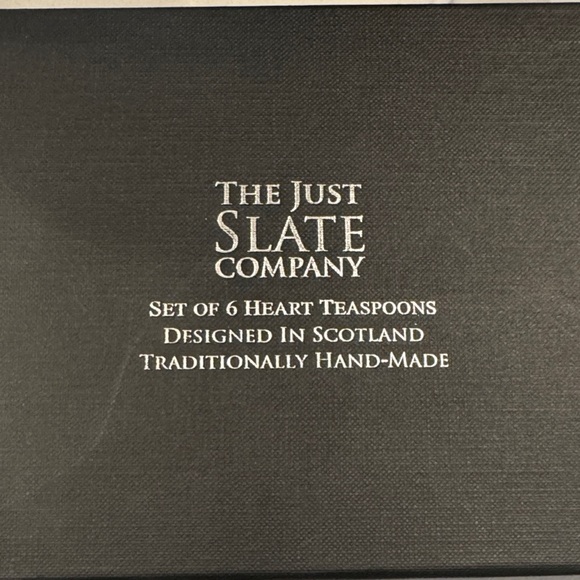 THE JUST
SLATE
COMPANY
SET OF 6 HEART TEASPOONS
DESIGNED IN SCOTLAND
TRADITIONALLY HAND-MADE